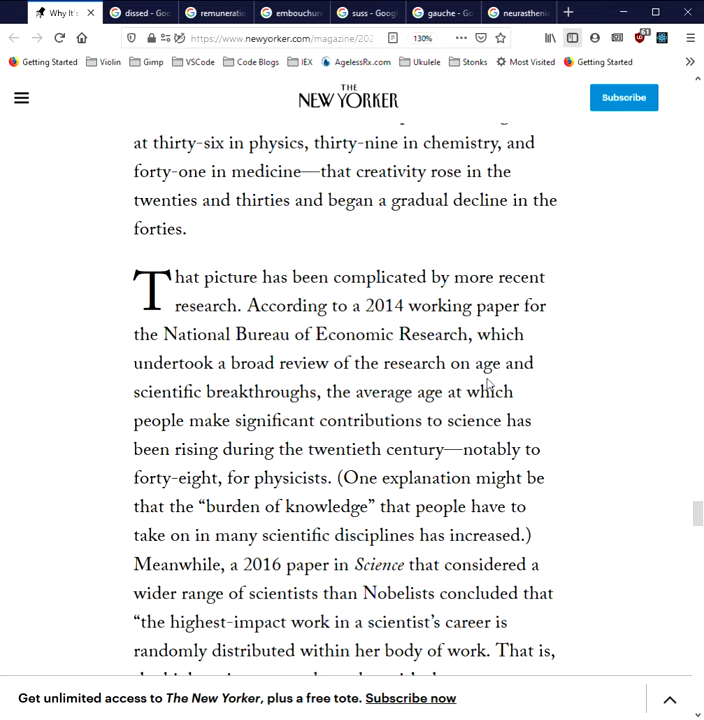 Why It's
dissed - Goo
remuneratio
embouchure
suss - Googl
gauche - Go
neurastheni
https://www.newyorker.com/magazine/202
130%
61
Getting Started
Violin
Gimp
VSCode
Code Blogs
IEX
AgelessRx.com
Ukulele
Stonks
Most Visited
Getting Started
THE
NEW YORKER
Subscribe
at thirty-six in physics, thirty-nine in chemistry, and
forty-one in medicine—that creativity rose in the
twenties and thirties and began a gradual decline in the
forties.
That picture has been complicated by more recent
research. According to a 2014 working paper for
the National Bureau of Economic Research, which
undertook a broad review of the research on age and
scientific breakthroughs, the average age at which
people make significant contributions to science has
been rising during the twentieth century—notably to
forty-eight, for physicists. (One explanation might be
that the “burden of knowledge” that people have to
take on in many scientific disciplines has increased.)
Meanwhile, a 2016 paper in Science that considered a
wider range of scientists than Nobelists concluded that
“the highest-impact work in a scientist’s career is
randomly distributed within her body of work. That is,
Get unlimited access to The New Yorker, plus a free tote. Subscribe now